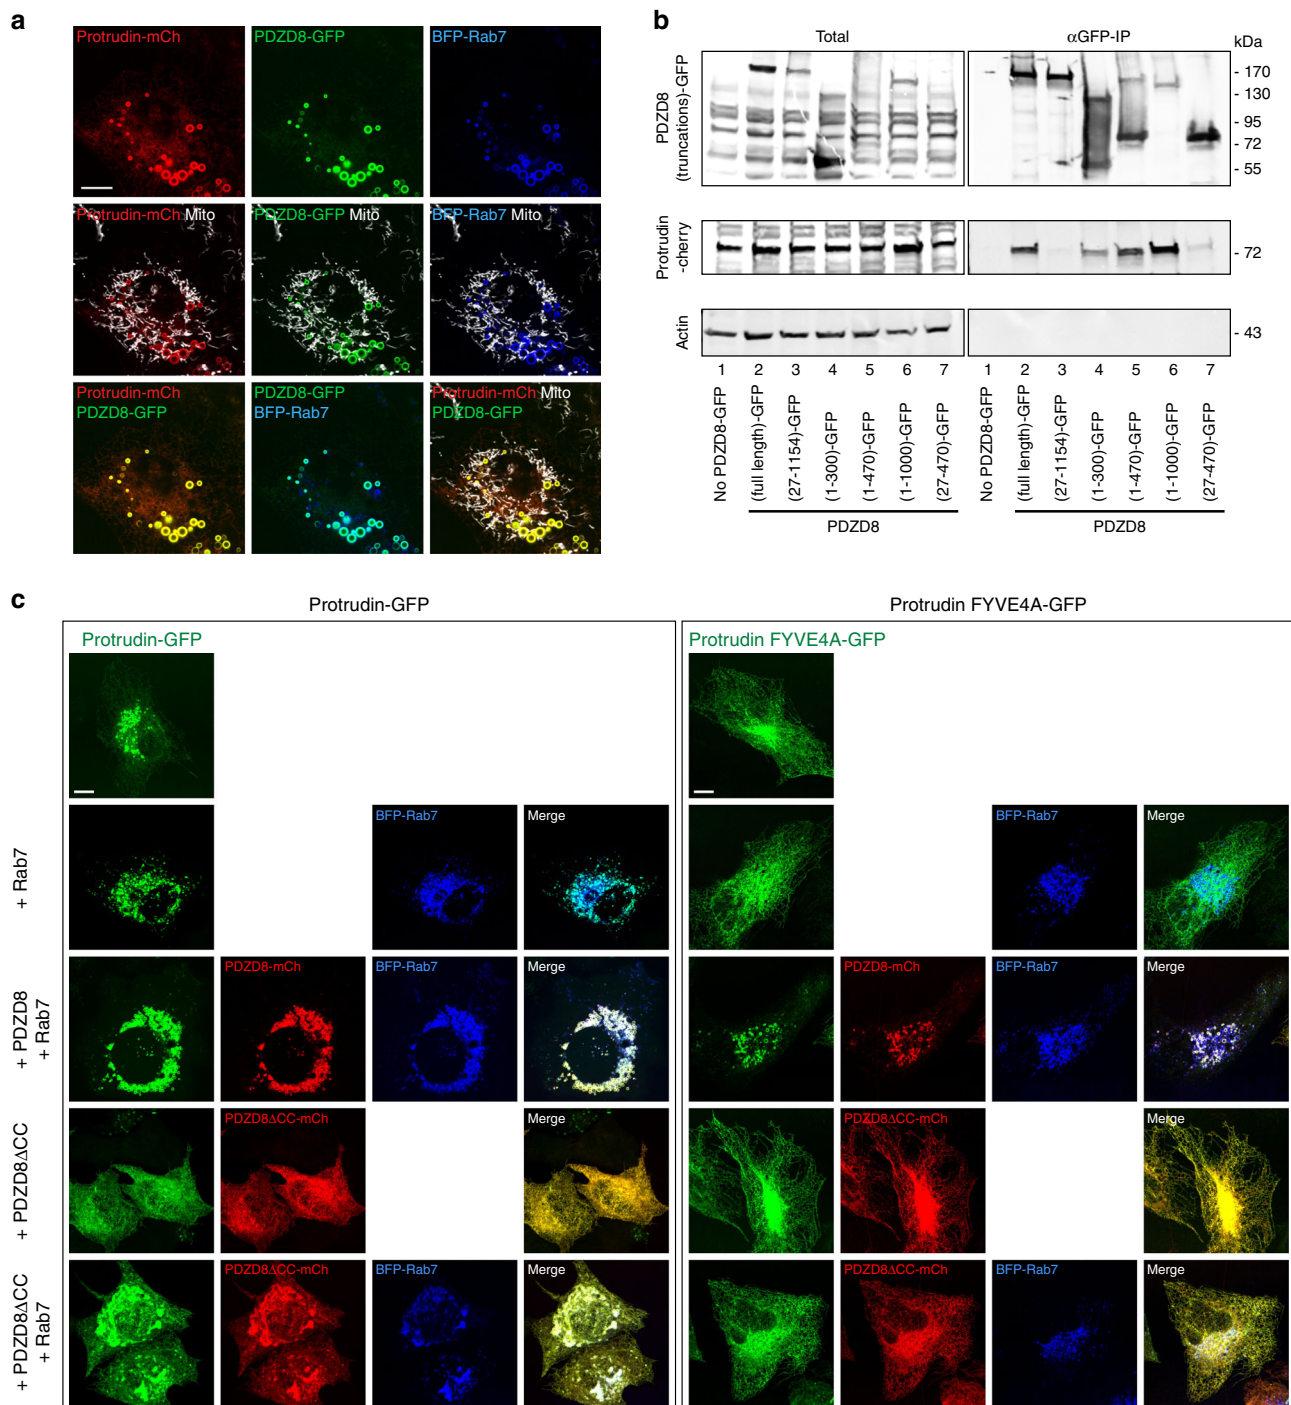 a
Protrudin-mCh
PDZD8-GFP
BFP-Rab7
Protrudin-mCh Mito
PDZD8-GFP Mito
BFP-Rab7 Mito
Protrudin-mCh
PDZD8-GFP
PDZD8-GFP
BFP-Rab7
Protrudin-mCh Mito
PDZD8-GFP
b
Total
αGFP-IP
kDa
PDZD8
(truncations)-GFP
- 170
- 130
- 95
- 72
- 55
Protrudin
-cherry
- 72
Actin
- 43
1 2 3 4 5 6 7
1 2 3 4 5 6 7
No PDZD8-GFP
(full length)-GFP
(27-1154)-GFP
(1-300)-GFP
(1-470)-GFP
(1-1000)-GFP
(27-470)-GFP
PDZD8
No PDZD8-GFP
(full length)-GFP
(27-1154)-GFP
(1-300)-GFP
(1-470)-GFP
(1-1000)-GFP
(27-470)-GFP
PDZD8
c
Protrudin-GFP
Protrudin FYVE4A-GFP
Protrudin-GFP
Protrudin FYVE4A-GFP
+ Rab7
BFP-Rab7
Merge
BFP-Rab7
Merge
+ PDZD8
+ Rab7
PDZD8-mCh
BFP-Rab7
Merge
PDZD8-mCh
BFP-Rab7
Merge
+ PDZD8ΔCC
PDZD8ΔCC-mCh
Merge
PDZD8ΔCC-mCh
Merge
+ PDZD8ΔCC
+ Rab7
PDZD8ΔCC-mCh
BFP-Rab7
Merge
PDZD8ΔCC-mCh
BFP-Rab7
Merge